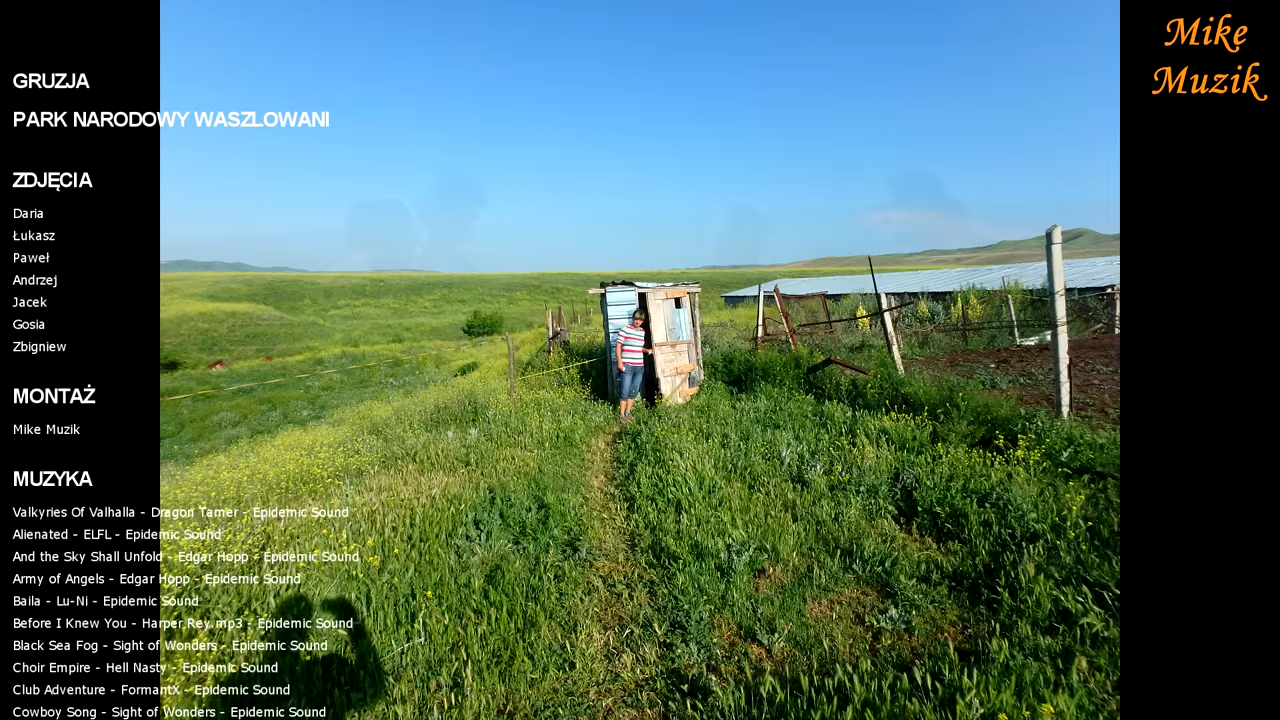 GRUZJA
PARK NARODOWY WASZLOWANI
ZDJĘCIA
Daria
Łukasz
Paweł
Andrzej
Jacek
Gosia
Zbigniew
MONTAŻ
Mike Muzik
MUZYKA
Valkyries Of Valhalla - Dragon Tamer - Epidemic Sound
Alienated - ELFL - Epidemic Sound
And the Sky Shall Unfold - Edgar Hopp - Epidemic Sound
Army of Angels - Edgar Hopp - Epidemic Sound
Baila - Lu-Ni - Epidemic Sound
Before I Knew You - Harper Rey.mp3 - Epidemic Sound
Black Sea Fog - Sight of Wonders - Epidemic Sound
Choir Empire - Hell Nasty - Epidemic Sound
Club Adventure - FormantX - Epidemic Sound
Cowboy Song - Sight of Wonders - Epidemic Sound
Mike
Muzik